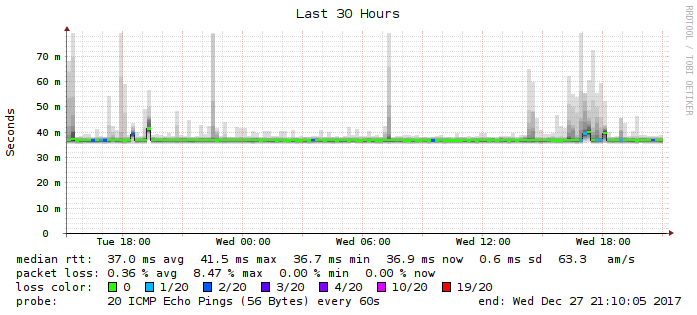 Last 30 Hours
RRDTOOL / TOBI OETIKER
Seconds
70 m
60 m
50 m
40 m
30 m
20 m
10 m
0
Tue 18:00 Wed 00:00 Wed 06:00 Wed 12:00 Wed 18:00
median rtt: 37.0 ms avg 41.5 ms max 36.7 ms min 36.9 ms now 0.6 ms sd 63.3 am/s
packet loss: 0.36 % avg 8.47 % max 0.00 % min 0.00 % now
loss color: 0 1/20 2/20 3/20 4/20 10/20 19/20
probe: 20 ICMP Echo Pings (56 Bytes) every 60s end: Wed Dec 27 21:10:05 2017